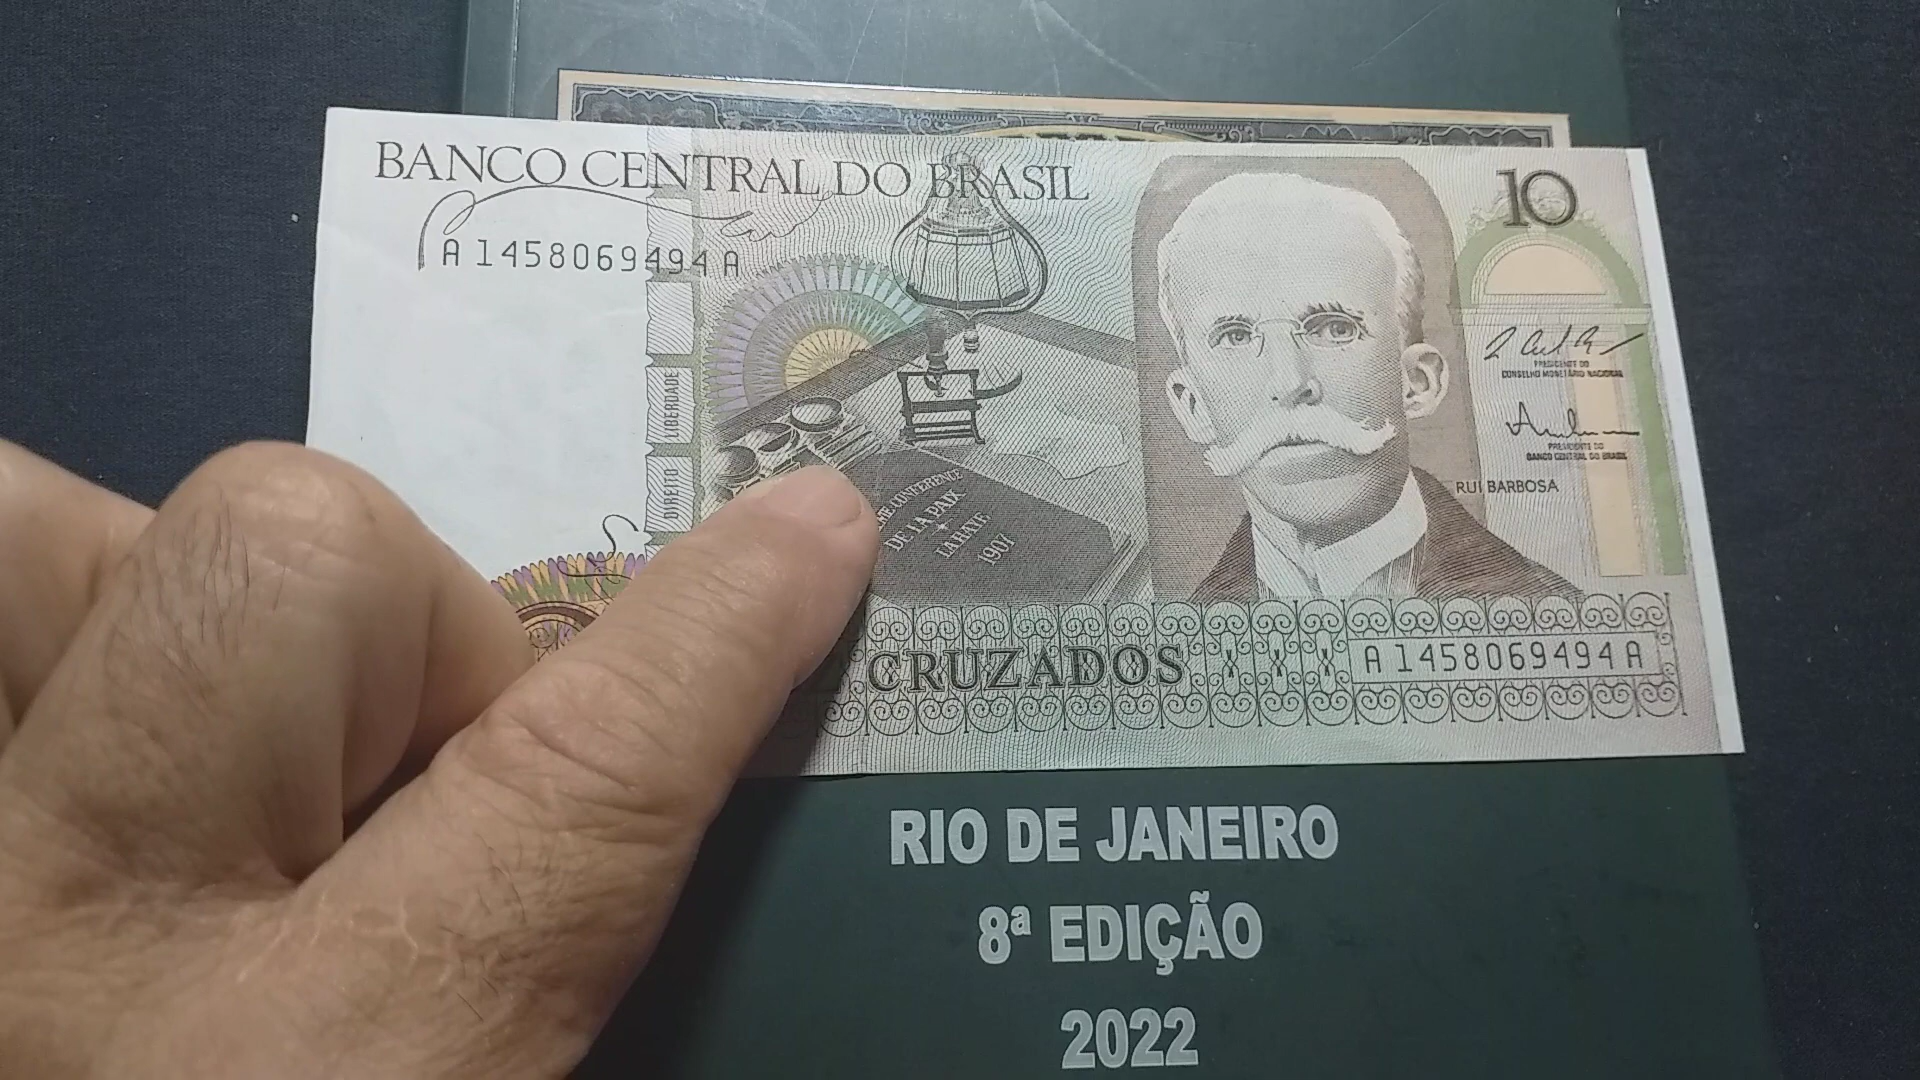 BANCO CENTRAL DO BRASIL
10
A 1458069494 A
LIBERDADE
DIREITO
CONFERENCE
DE LA PAIX
LA HAYE
1907
PRESIDENTE DO
CONSELHO MONETÁRIO NACIONAL
PRESIDENTE DO
BANCO CENTRAL DO BRASIL
RUI BARBOSA
CRUZADOS
A 1458069494 A
RIO DE JANEIRO
8ª EDIÇÃO
2022